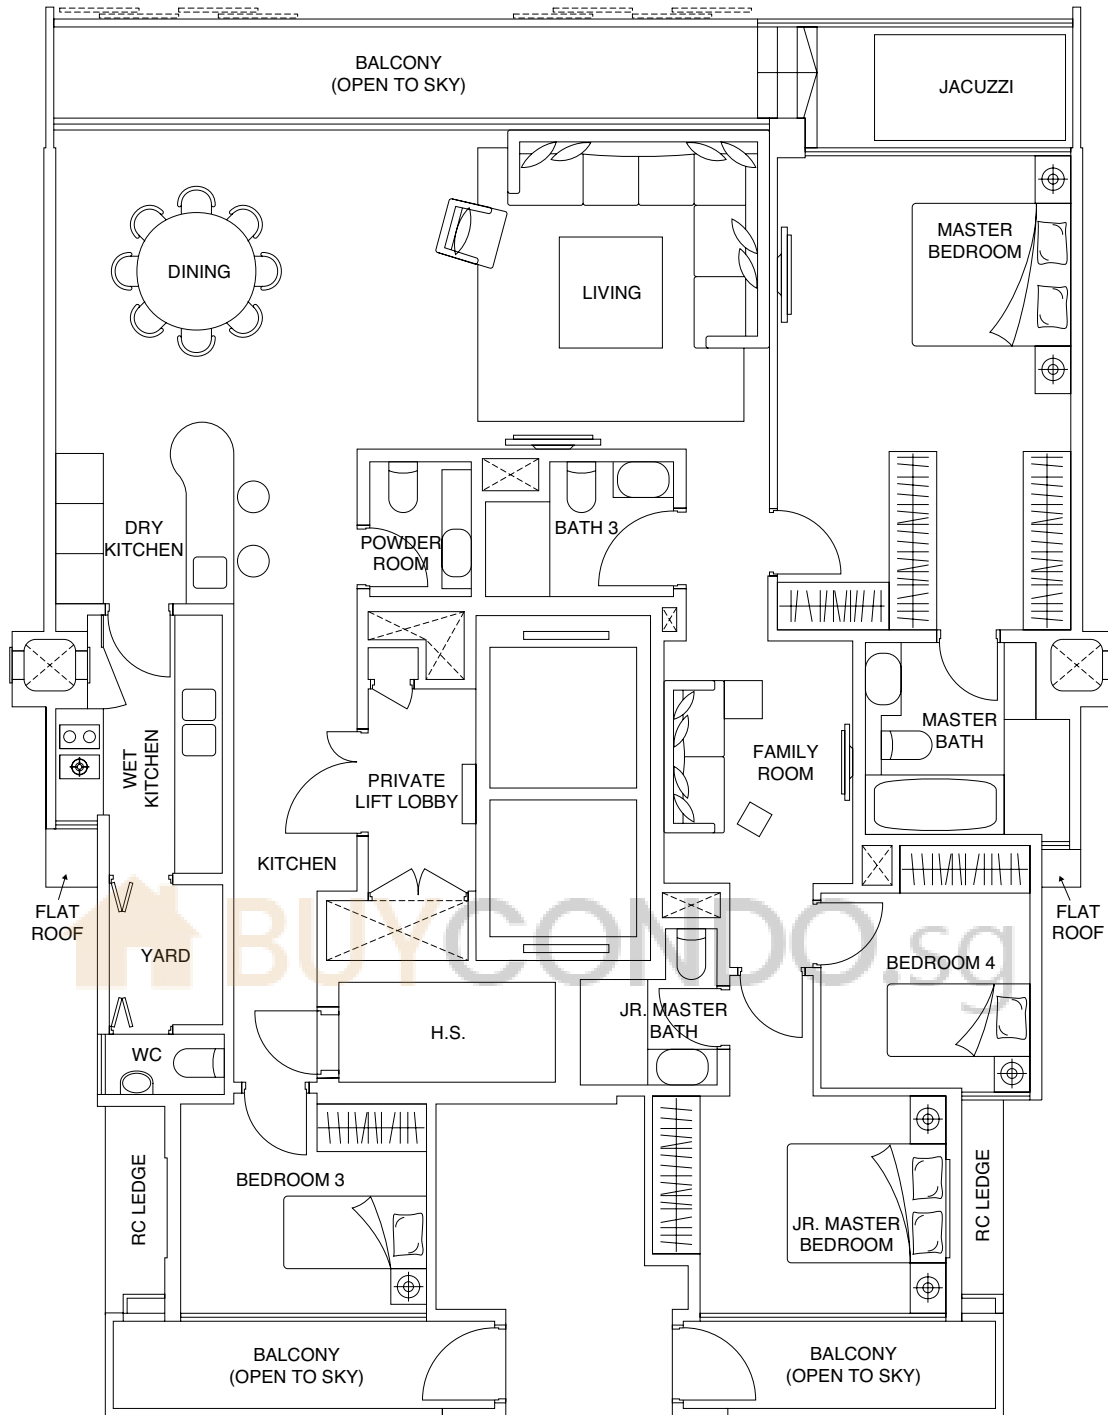 BALCONY
(OPEN TO SKY)
JACUZZI
MASTER
BEDROOM
DINING
LIVING
DRY
KITCHEN
POWDER
ROOM
BATH 3
WET
KITCHEN
PRIVATE
LIFT LOBBY
FAMILY
ROOM
MASTER
BATH
KITCHEN
FLAT
ROOF
FLAT
ROOF
BUYCONDO.sg
YARD
BEDROOM 4
H.S.
JR. MASTER
BATH
WC
RC LEDGE
BEDROOM 3
JR. MASTER
BEDROOM
RC LEDGE
BALCONY
(OPEN TO SKY)
BALCONY
(OPEN TO SKY)